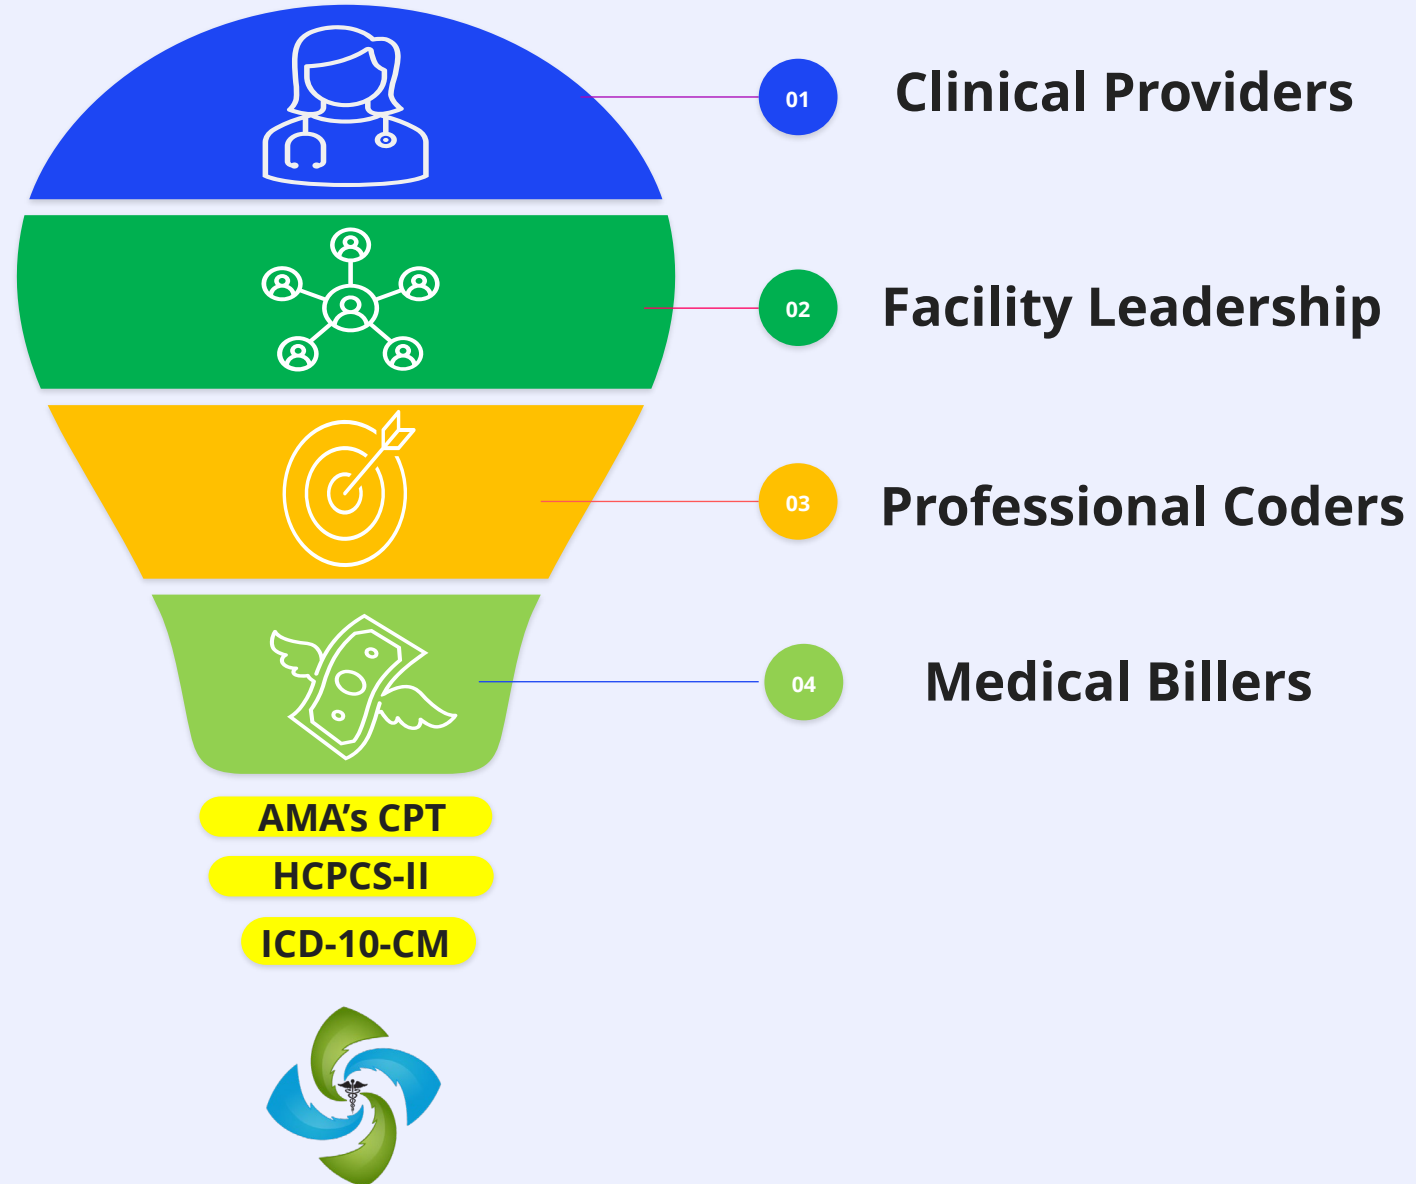 01 Clinical Providers
02 Facility Leadership
03 Professional Coders
04 Medical Billers
AMA’s CPT
HCPCS-II
ICD-10-CM